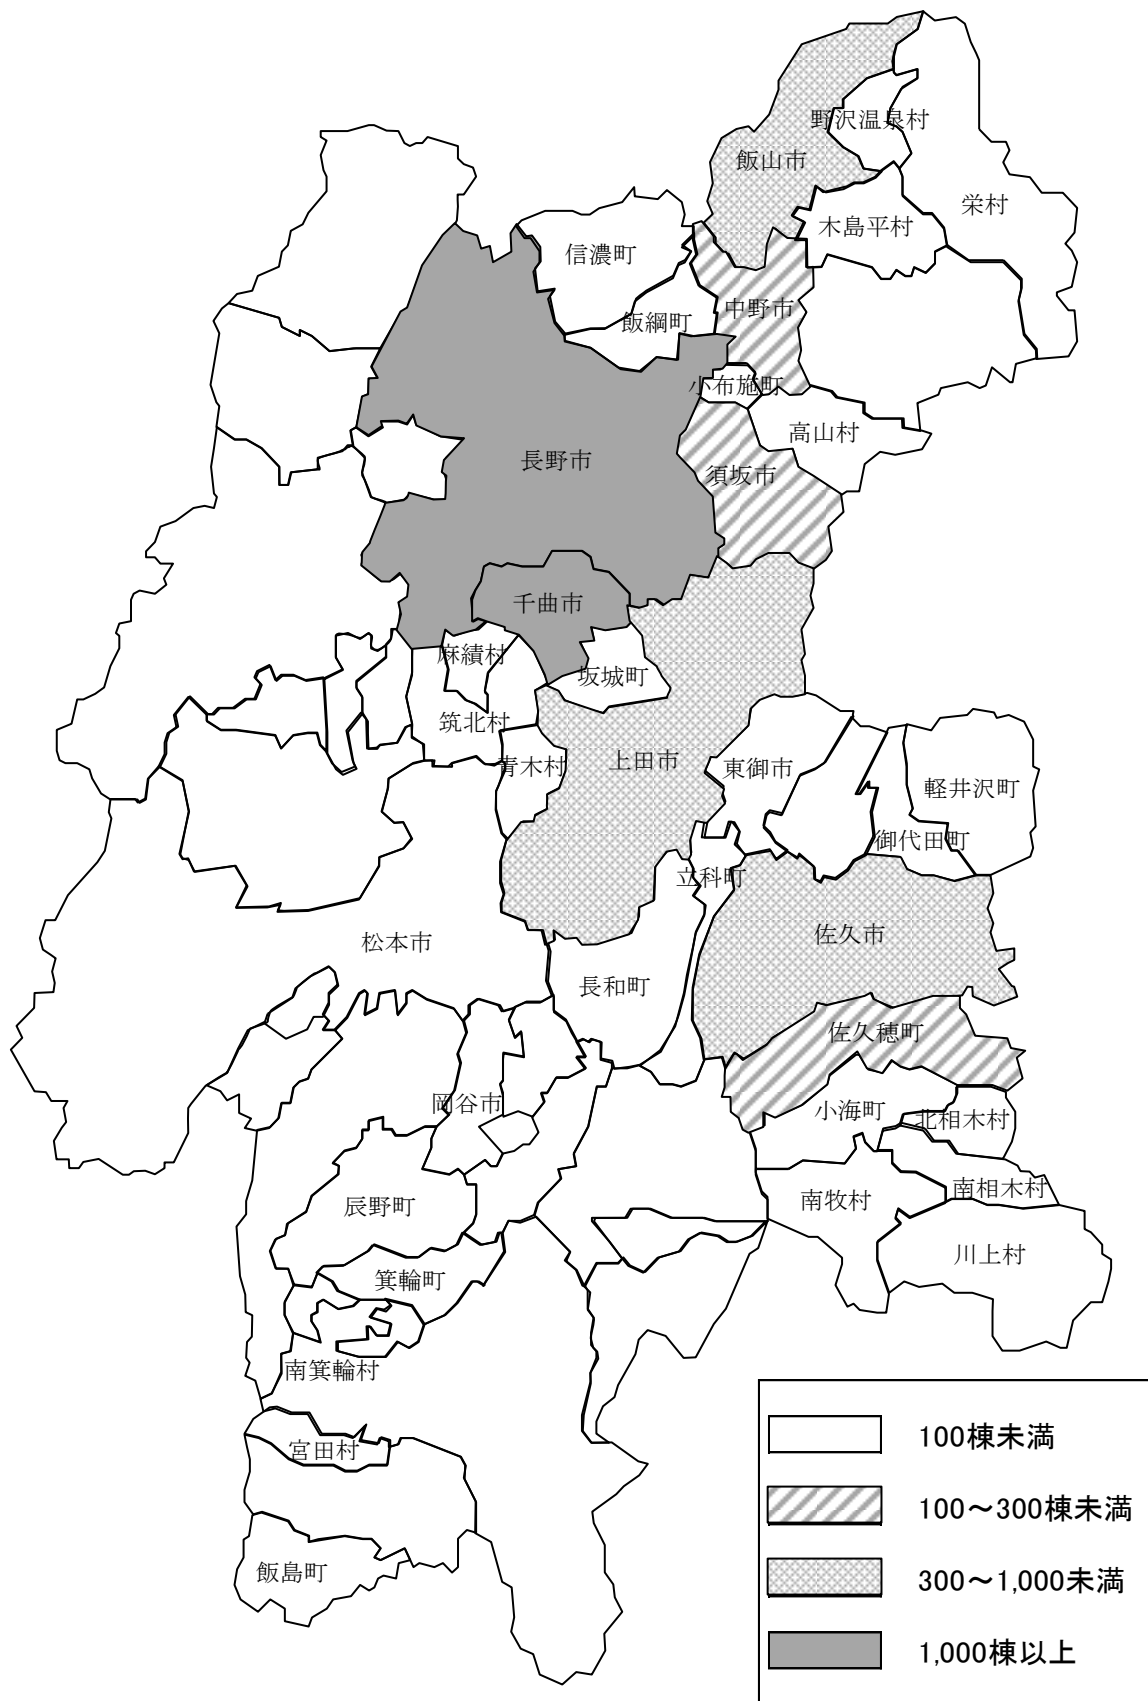 野沢温泉村
飯山市
栄村
木島平村
信濃町
中野市
飯綱町
小布施町
高山村
長野市
須坂市
千曲市
麻績村
坂城町
筑北村
青木村
上田市
東御市
軽井沢町
御代田町
立科町
佐久市
松本市
長和町
佐久穂町
岡谷市
小海町
北相木村
南相木村
辰野町
南牧村
川上村
箕輪町
南箕輪村
宮田村
飯島町
100棟未満
100～300棟未満
300～1,000未満
1,000棟以上